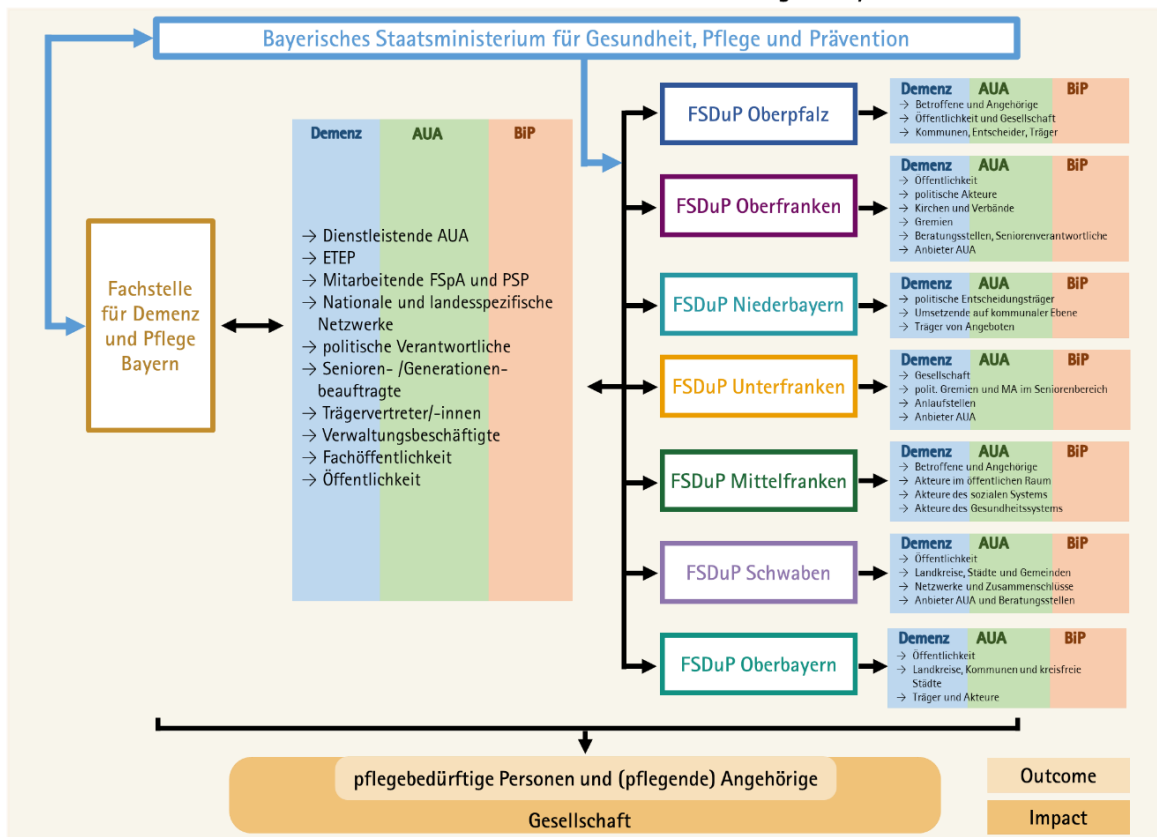 Bayerisches Staatsministerium für Gesundheit, Pflege und Prävention
Fachstelle
für Demenz
und Pflege
Bayern
Demenz AUA BiP
→ Dienstleistende AUA
→ ETEP
→ Mitarbeitende FSpA und PSP
→ Nationale und landesspezifische
Netzwerke
→ politische Verantwortliche
→ Senioren- /Generationen-
beauftragte
→ Trägervertreter/-innen
→ Verwaltungsbeschäftigte
→ Fachöffentlichkeit
→ Öffentlichkeit
FSDuP Oberpfalz
Demenz AUA BiP
→ Betroffene und Angehörige
→ Öffentlichkeit und Gesellschaft
→ Kommunen, Entscheider, Träger
FSDuP Oberfranken
Demenz AUA BiP
→ Öffentlichkeit
→ politische Akteure
→ Kirchen und Verbände
→ Gremien
→ Beratungsstellen, Seniorenverantwortliche
→ Anbieter AUA
FSDuP Niederbayern
Demenz AUA BiP
→ politische Entscheidungsträger
→ Umsetzende auf kommunaler Ebene
→ Träger von Angeboten
FSDuP Unterfranken
Demenz AUA BiP
→ Gesellschaft
→ polit. Gremien und MA im Seniorenbereich
→ Anlaufstellen
→ Anbieter AUA
FSDuP Mittelfranken
Demenz AUA BiP
→ Betroffene und Angehörige
→ Akteure im öffentlichen Raum
→ Akteure des sozialen Systems
→ Akteure des Gesundheitssystems
FSDuP Schwaben
Demenz AUA BiP
→ Öffentlichkeit
→ Landkreise, Städte und Gemeinden
→ Netzwerke und Zusammenschlüsse
→ Anbieter AUA und Beratungsstellen
FSDuP Oberbayern
Demenz AUA BiP
→ Öffentlichkeit
→ Landkreise, Kommunen und kreisfreie
Städte
→ Träger und Akteure
pflegebedürftige Personen und (pflegende) Angehörige
Gesellschaft
Outcome
Impact